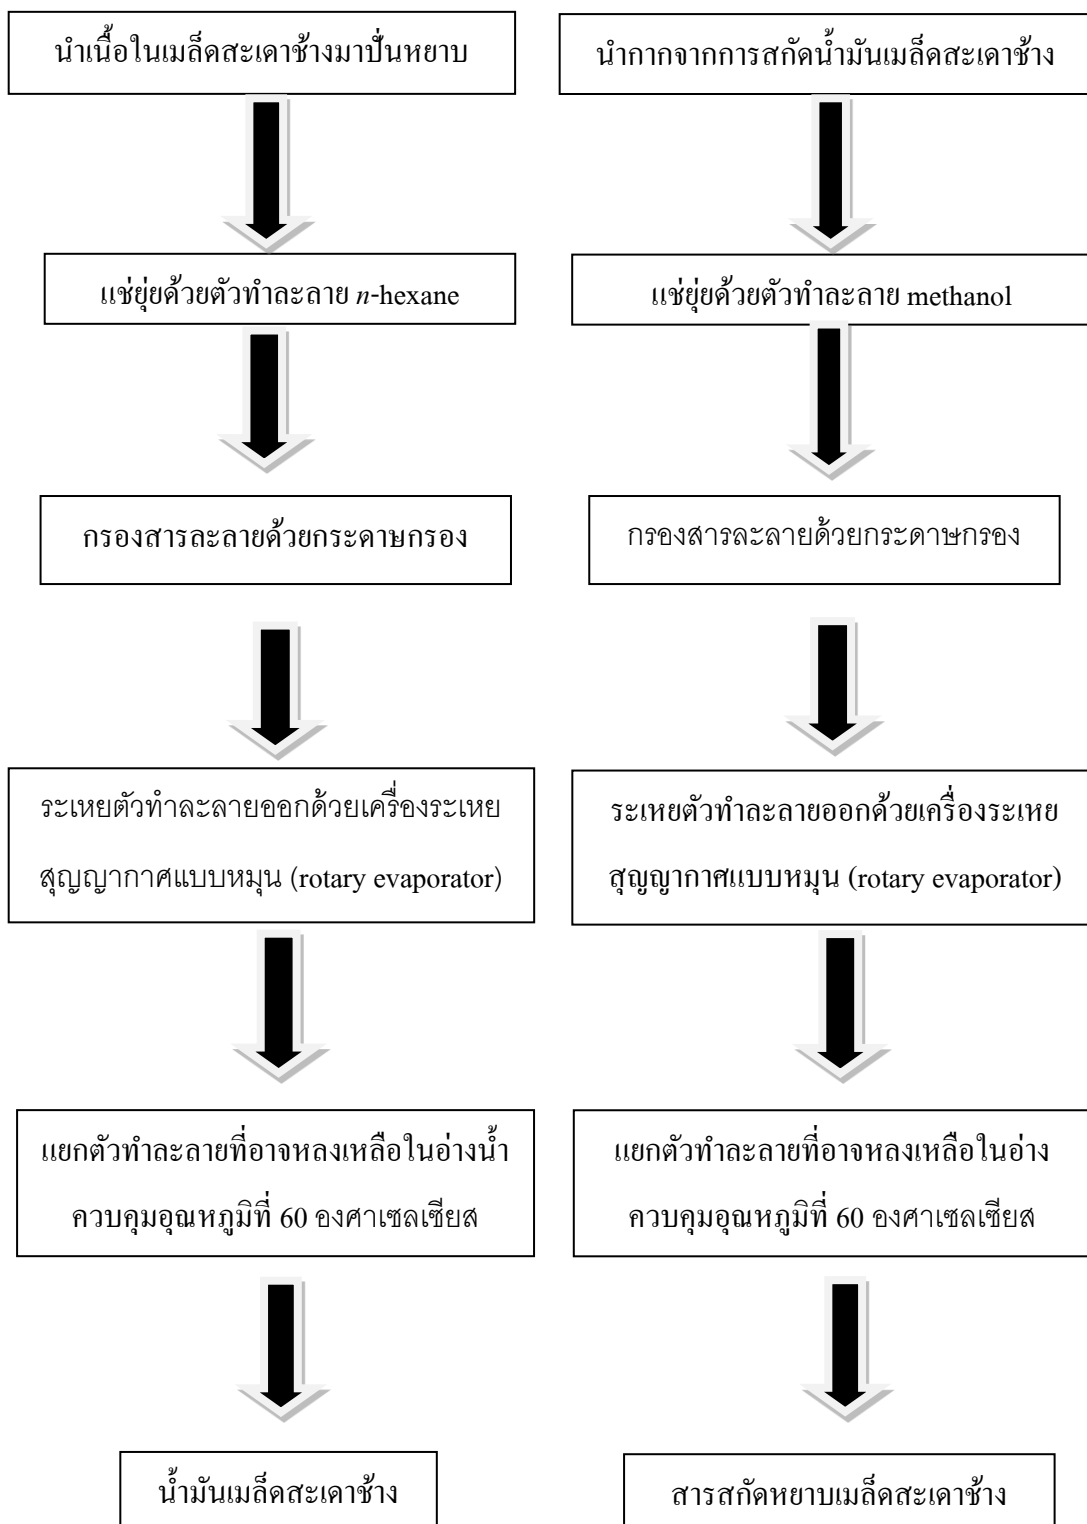 นำเนื้อในเมล็ดสะเดาช้างมาปั่นหยาบ
แช่ยุ่ยด้วยตัวทำละลาย n-hexane
กรองสารละลายด้วยกระดาษกรอง
ระเหยตัวทำละลายออกด้วยเครื่องระเหย
สุญญากาศแบบหมุน (rotary evaporator)
แยกตัวทำละลายที่อาจหลงเหลือในอ่างน้ำ
ควบคุมอุณหภูมิที่ 60 องศาเซลเซียส
น้ำมันเมล็ดสะเดาช้าง
นำกากจากการสกัดน้ำมันเมล็ดสะเดาช้าง
แช่ยุ่ยด้วยตัวทำละลาย methanol
กรองสารละลายด้วยกระดาษกรอง
ระเหยตัวทำละลายออกด้วยเครื่องระเหย
สุญญากาศแบบหมุน (rotary evaporator)
แยกตัวทำละลายที่อาจหลงเหลือในอ่าง
ควบคุมอุณหภูมิที่ 60 องศาเซลเซียส
สารสกัดหยาบเมล็ดสะเดาช้าง